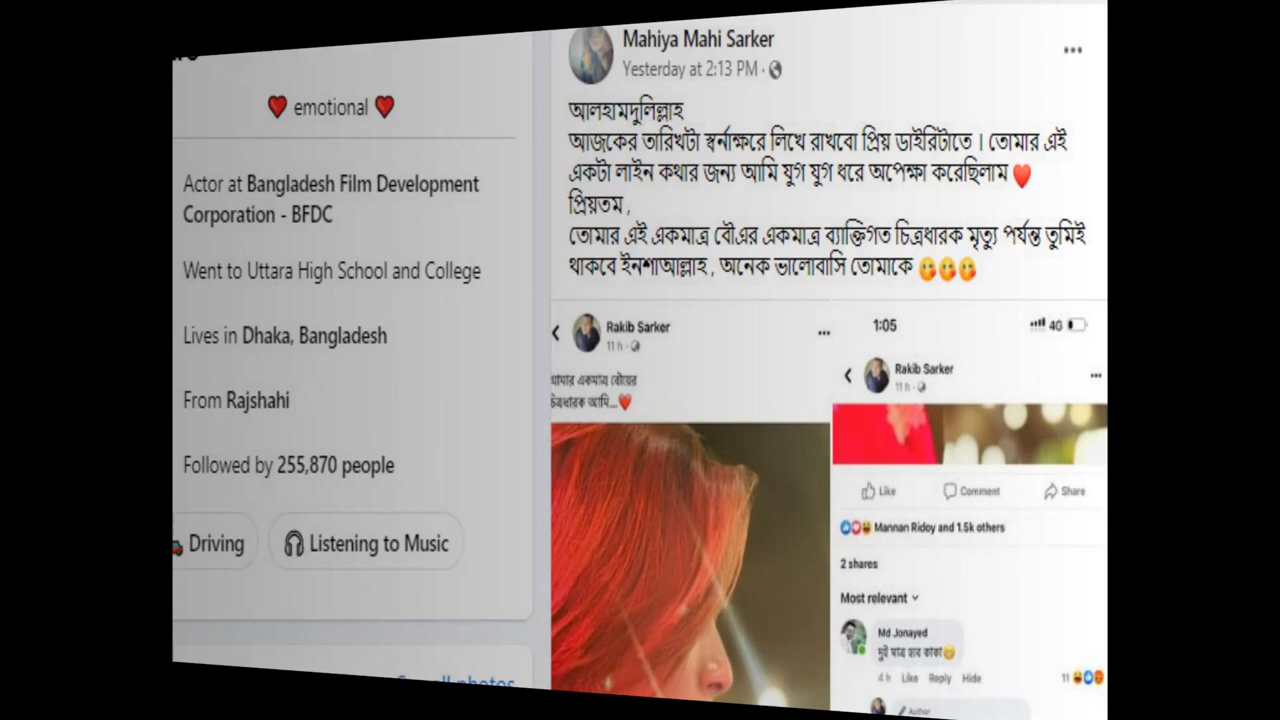 emotional
Actor at Bangladesh Film Development
Corporation - BFDC
Went to Uttara High School and College
Lives in Dhaka, Bangladesh
From Rajshahi
Followed by 255,870 people
Driving
Listening to Music
Mahiya Mahi Sarker
Yesterday at 2:13 PM
আলহামদুলিল্লাহ
আজকের তারিখটা স্বর্নাক্ষরে লিখে রাখবো প্রিয় ডাইরিটাতে। তোমার এই
একটা লাইন কথার জন্য আমি যুগ যুগ ধরে অপেক্ষা করেছিলাম
প্রিয়তম,
তোমার এই একমাত্র বৌএর একমাত্র ব্যাক্তিগত চিত্রধারক মৃত্যু পর্যন্ত তুমিই
থাকবে ইনশাআল্লাহ, অনেক ভালোবাসি তোমাকে
Rakib Sarker
11 h
আমার একমাত্র বৌয়ের
চিত্রধারক আমি...
1:05
4G
Rakib Sarker
11 h
Like Comment Share
Mannan Ridoy and 1.5k others
2 shares
Most relevant
Md Jonayed
দুই মাত্র হবে কাকা
4 h Like Reply Hide 11
Author